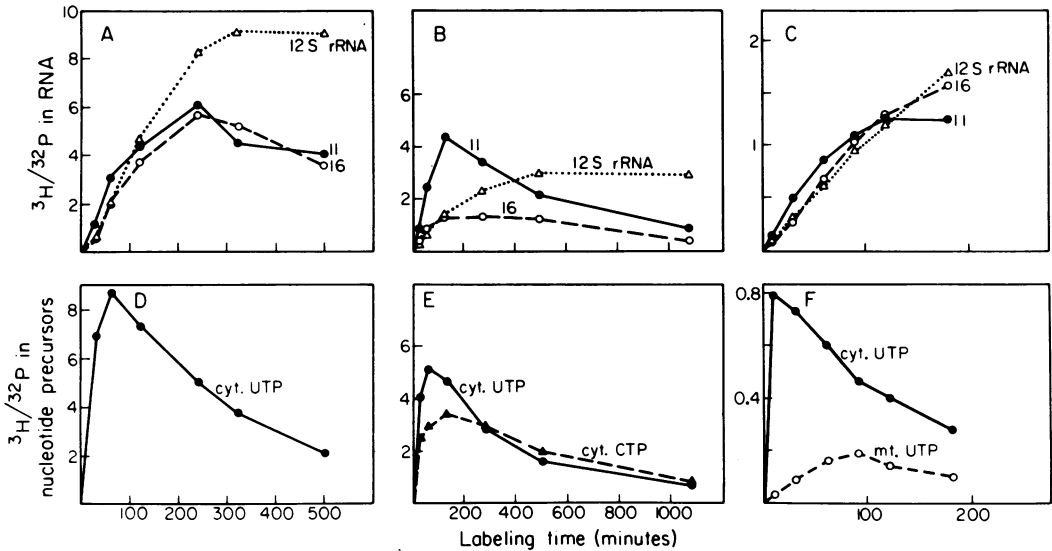 A
B
C
10
8
6
4
2
6
4
2
2
1
12 S rRNA
11
16
11
12 S rRNA
16
12 S rRNA
16
11
³H/³²P in RNA
D
E
F
8
6
4
2
6
4
2
0.8
0.4
cyt. UTP
cyt. UTP
cyt. CTP
cyt. UTP
mt. UTP
³H/³²P in
nucleotide precursors
100 200 300 400 500
200 400 600 800 1000
100 200
Labeling time (minutes)